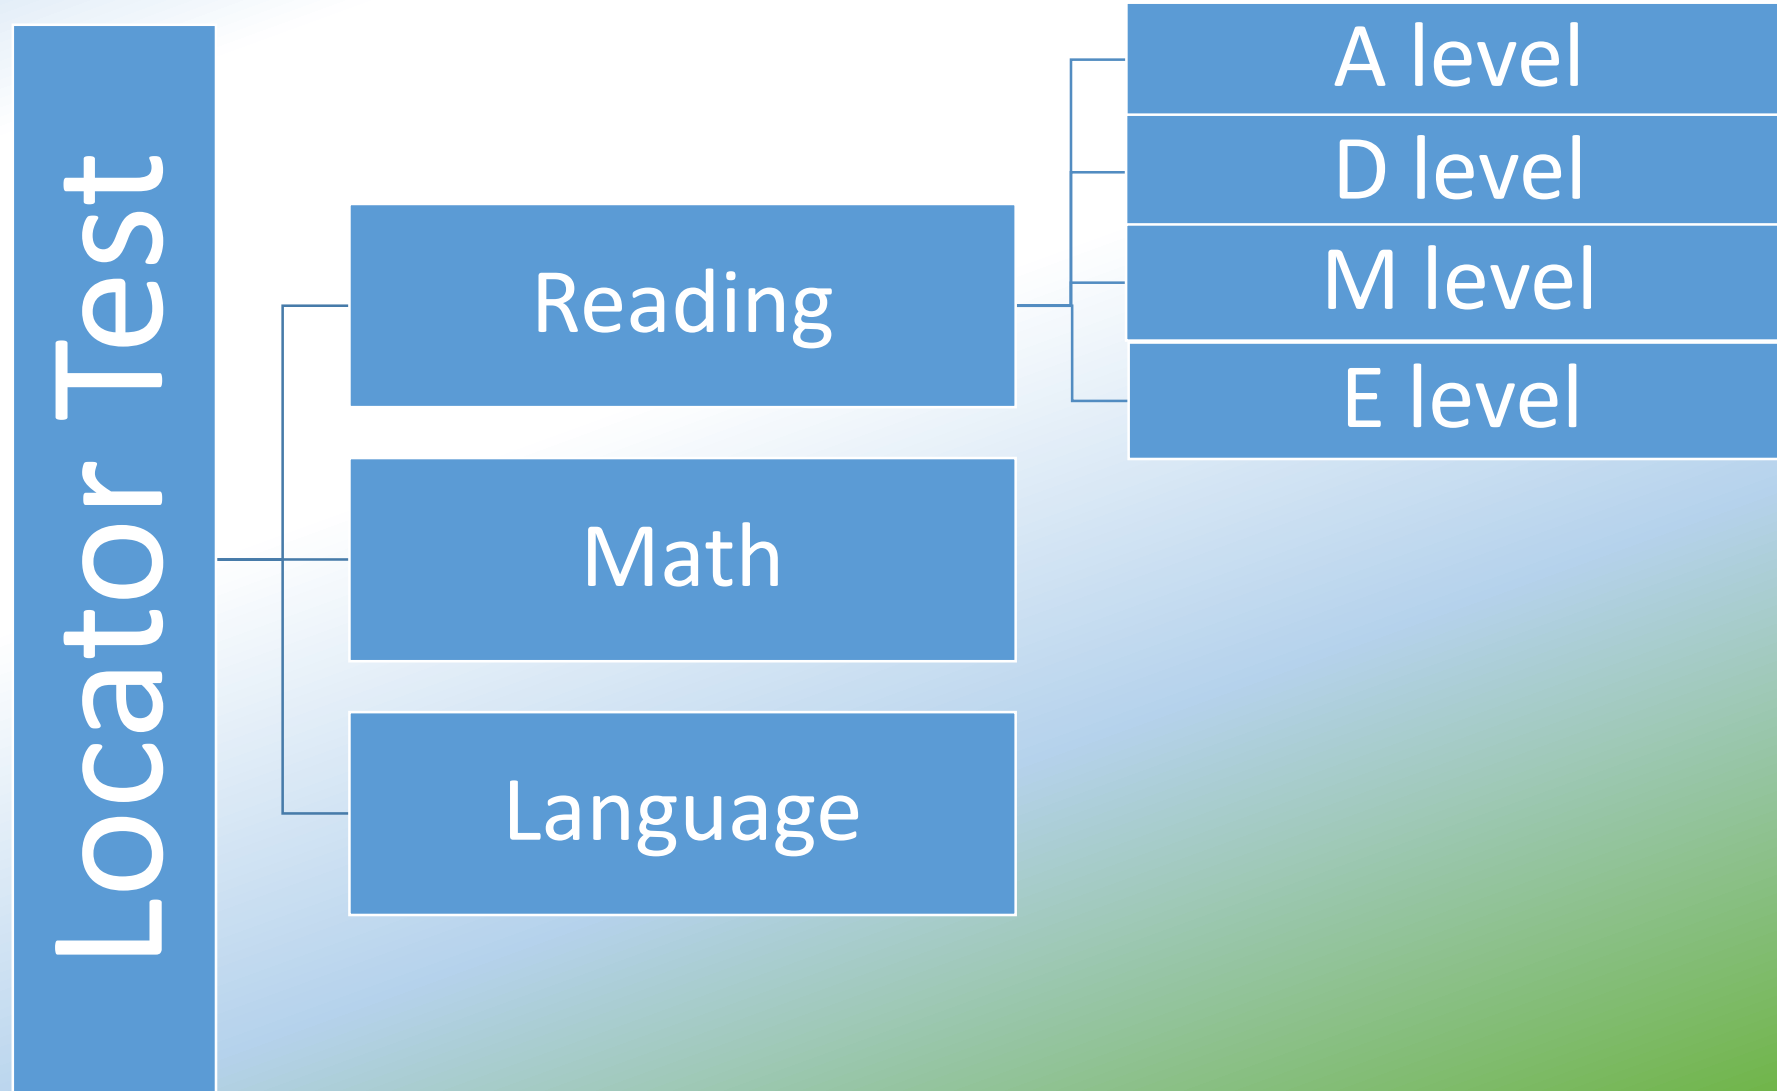 Locator Test
Reading
Math
Language
A level
D level
M level
E level